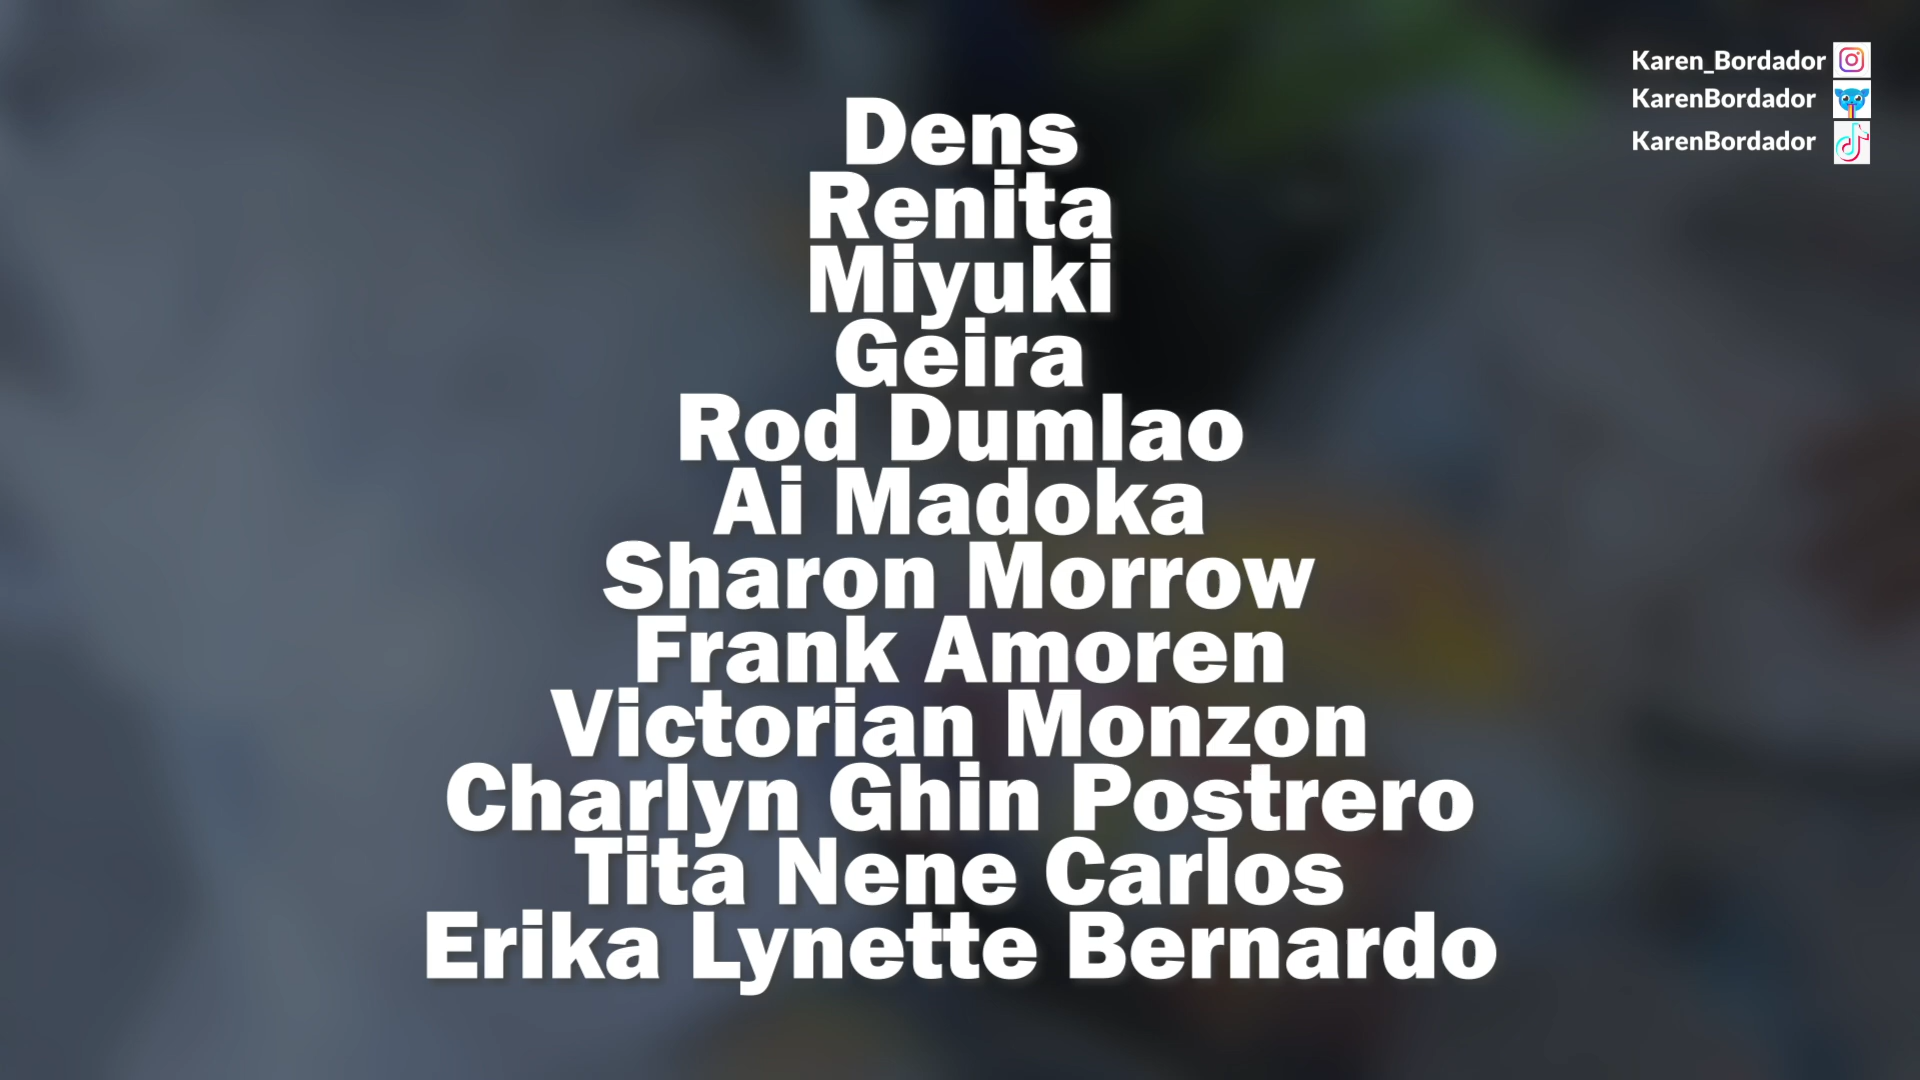 Karen_Bordador
KarenBordador
KarenBordador
Dens
Renita
Miyuki
Geira
Rod Dumlao
Ai Madoka
Sharon Morrow
Frank Amoren
Victorian Monzon
Charlyn Ghin Postrero
Tita Nene Carlos
Erika Lynette Bernardo